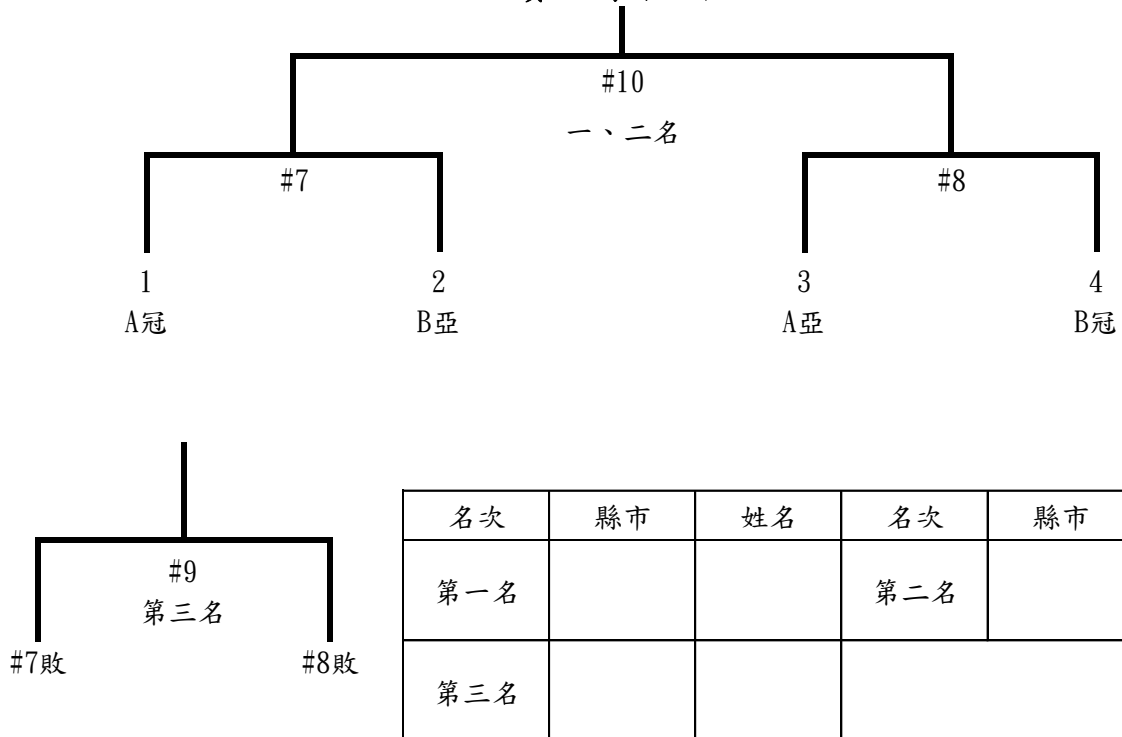 #10
一、二名
#7 #8
1 2 3 4
A冠 B亞 A亞 B冠
#9
第三名
#7敗 #8敗
名次 縣市 姓名 名次 縣市
第一名 第二名
第三名